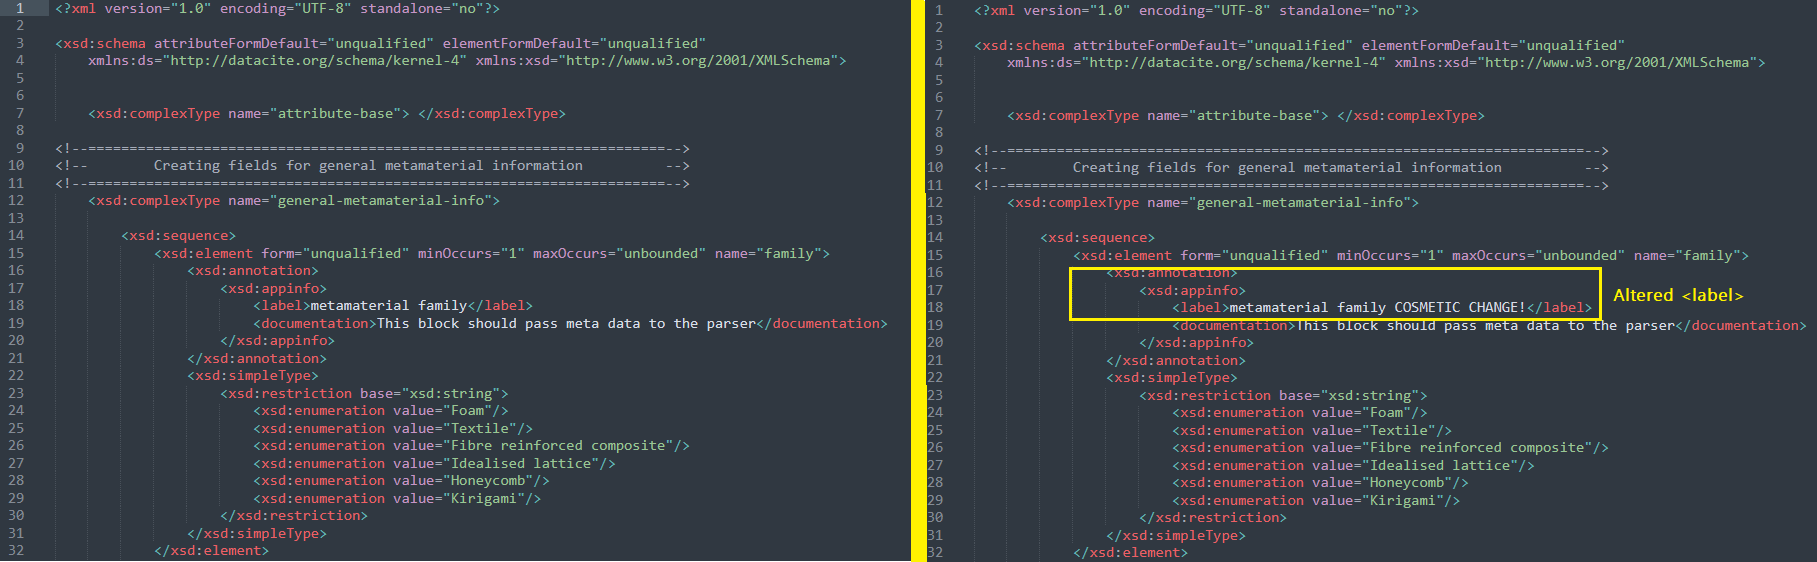 1 <?xml version="1.0" encoding="UTF-8" standalone="no"?>
2
3 <xsd:schema attributeFormDefault="unqualified" elementFormDefault="unqualified"
4 xmlns:ds="http://datacite.org/schema/kernel-4" xmlns:xsd="http://www.w3.org/2001/XMLSchema">
5
6
7 <xsd:complexType name="attribute-base"> </xsd:complexType>
8
9 <!--======================================================================-->
10 <!-- Creating fields for general metamaterial information -->
11 <!--======================================================================-->
12 <xsd:complexType name="general-metamaterial-info">
13
14 <xsd:sequence>
15 <xsd:element form="unqualified" minOccurs="1" maxOccurs="unbounded" name="family">
16 <xsd:annotation>
17 <xsd:appinfo>
18 <label>metamaterial family</label>
19 <documentation>This block should pass meta data to the parser</documentation>
20 </xsd:appinfo>
21 </xsd:annotation>
22 <xsd:simpleType>
23 <xsd:restriction base="xsd:string">
24 <xsd:enumeration value="Foam"/>
25 <xsd:enumeration value="Textile"/>
26 <xsd:enumeration value="Fibre reinforced composite"/>
27 <xsd:enumeration value="Idealised lattice"/>
28 <xsd:enumeration value="Honeycomb"/>
29 <xsd:enumeration value="Kirigami"/>
30 </xsd:restriction>
31 </xsd:simpleType>
32 </xsd:element>
1 <?xml version="1.0" encoding="UTF-8" standalone="no"?>
2
3 <xsd:schema attributeFormDefault="unqualified" elementFormDefault="unqualified"
4 xmlns:ds="http://datacite.org/schema/kernel-4" xmlns:xsd="http://www.w3.org/2001/XMLSchema">
5
6
7 <xsd:complexType name="attribute-base"> </xsd:complexType>
8
9 <!--======================================================================-->
10 <!-- Creating fields for general metamaterial information -->
11 <!--======================================================================-->
12 <xsd:complexType name="general-metamaterial-info">
13
14 <xsd:sequence>
15 <xsd:element form="unqualified" minOccurs="1" maxOccurs="unbounded" name="family">
16 <xsd:annotation>
17 <xsd:appinfo>
18 <label>metamaterial family COSMETIC CHANGE!</label>
Altered <label>
19 <documentation>This block should pass meta data to the parser</documentation>
20 </xsd:appinfo>
21 </xsd:annotation>
22 <xsd:simpleType>
23 <xsd:restriction base="xsd:string">
24 <xsd:enumeration value="Foam"/>
25 <xsd:enumeration value="Textile"/>
26 <xsd:enumeration value="Fibre reinforced composite"/>
27 <xsd:enumeration value="Idealised lattice"/>
28 <xsd:enumeration value="Honeycomb"/>
29 <xsd:enumeration value="Kirigami"/>
30 </xsd:restriction>
31 </xsd:simpleType>
32 </xsd:element>